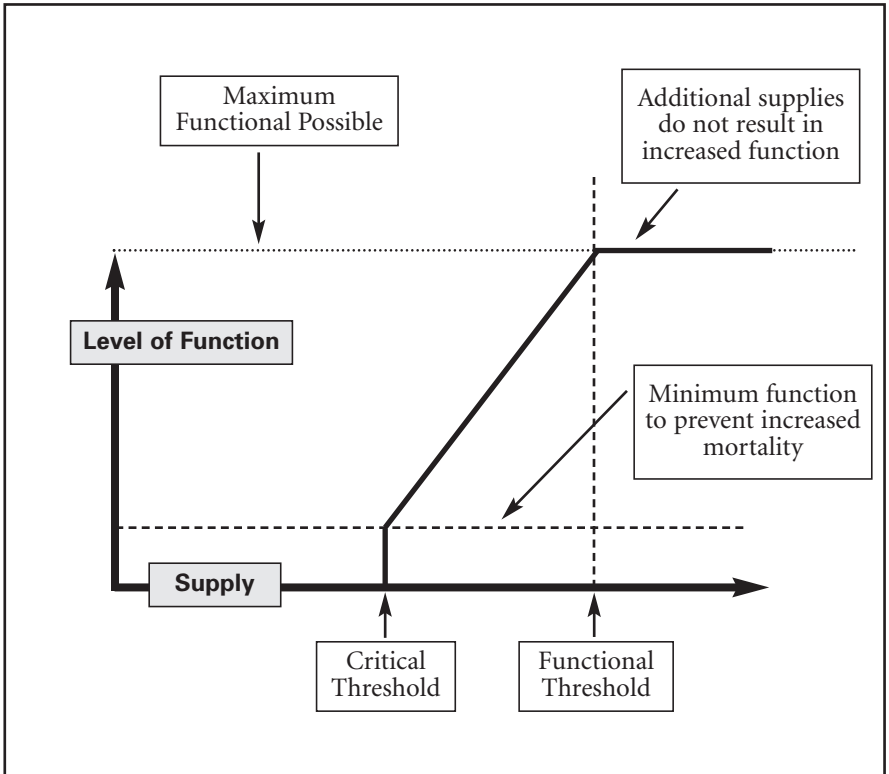 Maximum
Functional Possible
Additional supplies
do not result in
increased function
Level of Function
Minimum function
to prevent increased
mortality
Supply
Critical
Threshold
Functional
Threshold